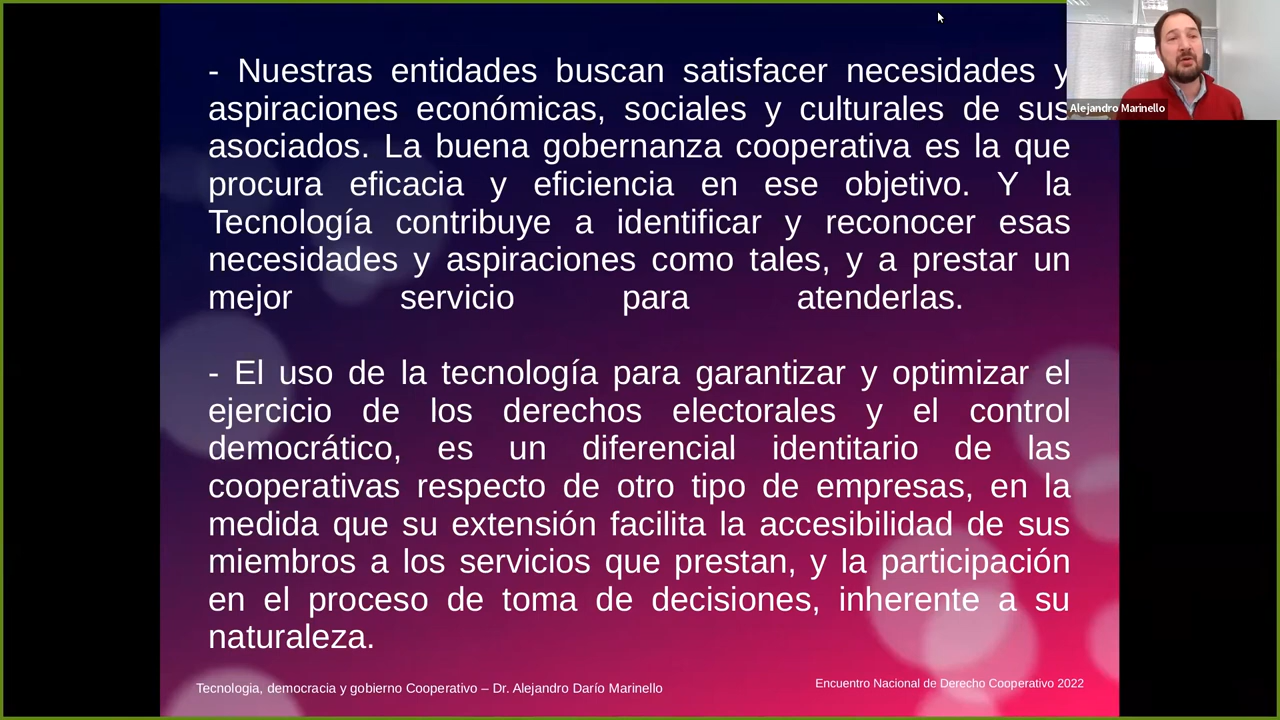 - Nuestras entidades buscan satisfacer necesidades y
aspiraciones económicas, sociales y culturales de sus
asociados. La buena gobernanza cooperativa es la que
procura eficacia y eficiencia en ese objetivo. Y la
Tecnología contribuye a identificar y reconocer esas
necesidades y aspiraciones como tales, y a prestar un
mejor servicio para atenderlas.
- El uso de la tecnología para garantizar y optimizar el
ejercicio de los derechos electorales y el control
democrático, es un diferencial identitario de las
cooperativas respecto de otro tipo de empresas, en la
medida que su extensión facilita la accesibilidad de sus
miembros a los servicios que prestan, y la participación
en el proceso de toma de decisiones, inherente a su
naturaleza.
Tecnologia, democracia y gobierno Cooperativo – Dr. Alejandro Darío Marinello
Encuentro Nacional de Derecho Cooperativo 2022
Alejandro Marinello